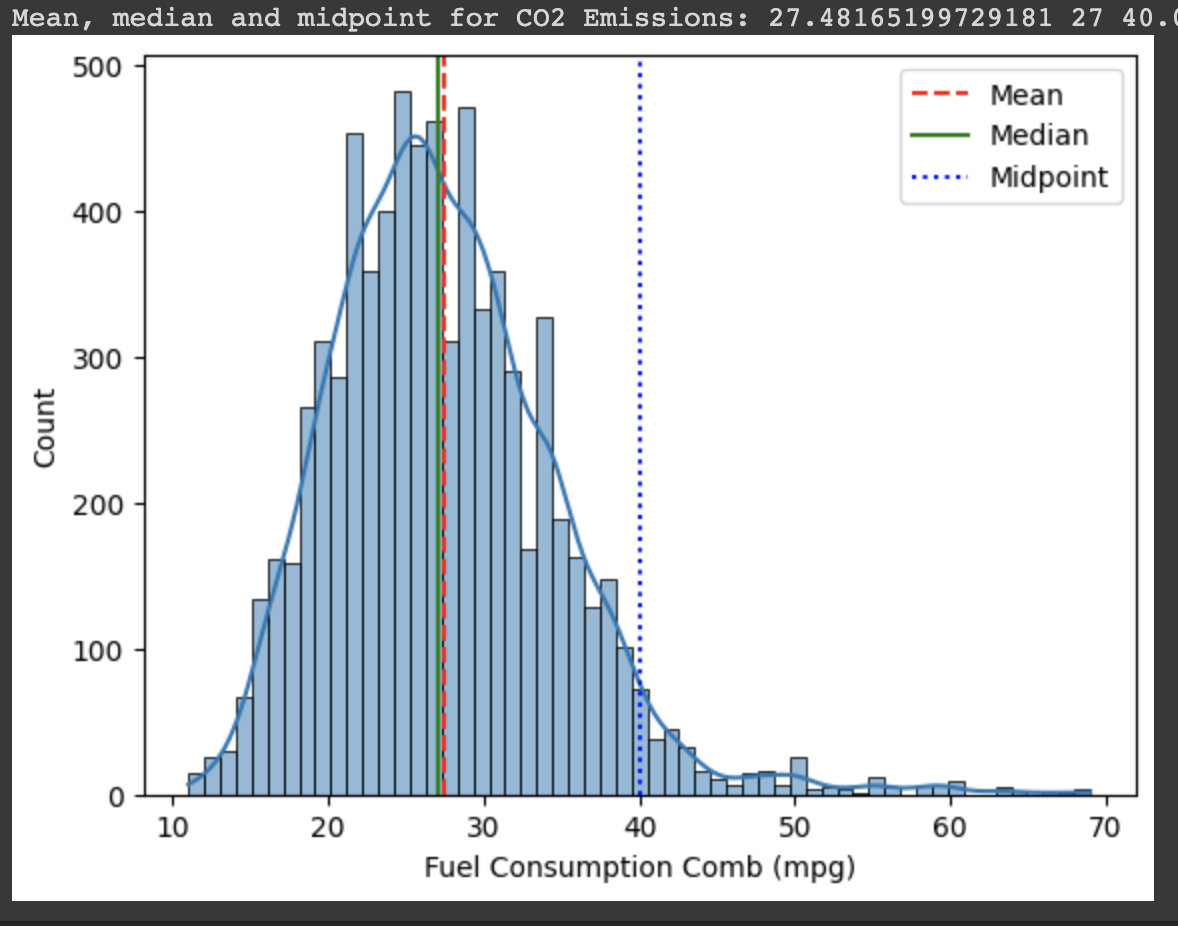 Mean, median and midpoint for CO2 Emissions: 27.48165199729181 27 40.0
Mean
Median
Midpoint
500
400
300
200
100
0
Count
10 20 30 40 50 60 70
Fuel Consumption Comb (mpg)